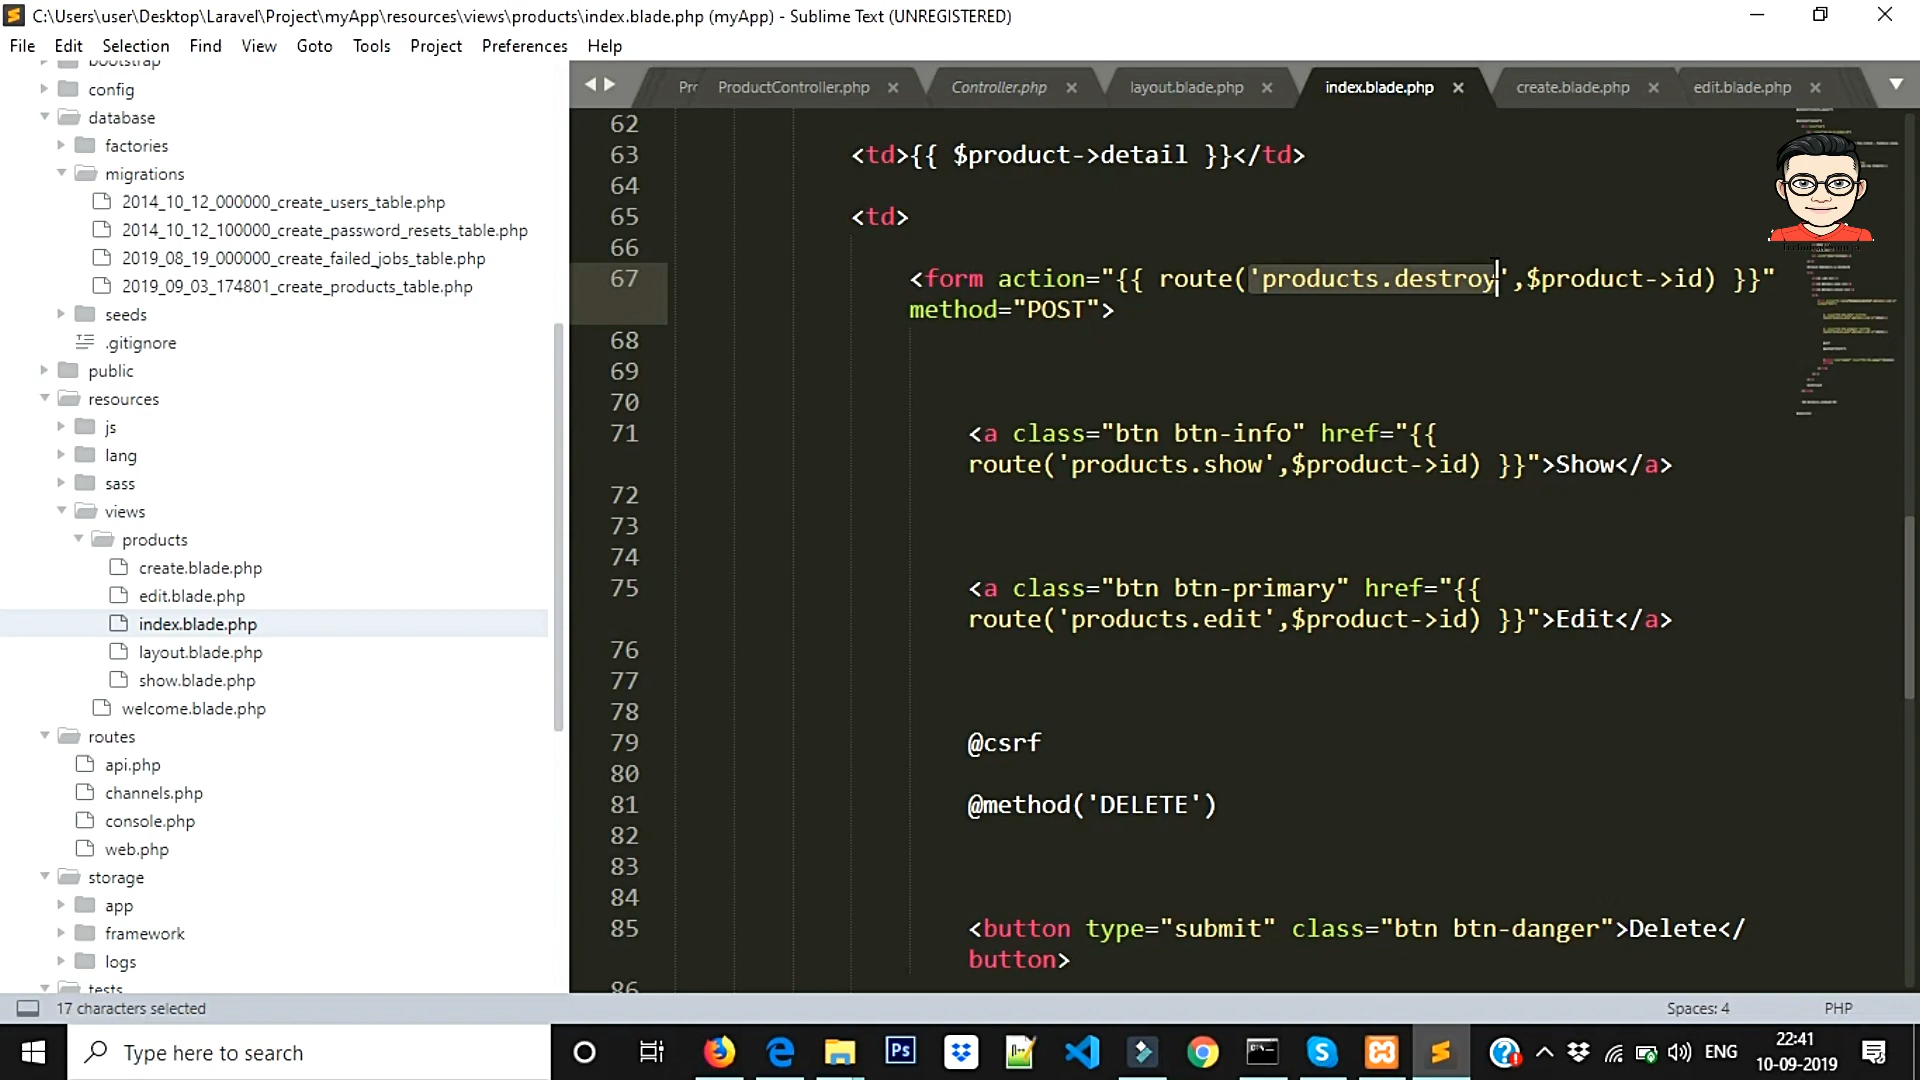 C:\Users\user\Desktop\Laravel\Project\myApp\resources\views\products\index.blade.php (myApp) - Sublime Text (UNREGISTERED)
File Edit Selection Find View Goto Tools Project Preferences Help
bootstrap
config
database
factories
migrations
2014_10_12_000000_create_users_table.php
2014_10_12_100000_create_password_resets_table.php
2019_08_19_000000_create_failed_jobs_table.php
2019_09_03_174801_create_products_table.php
seeds
.gitignore
public
resources
js
lang
sass
views
products
create.blade.php
edit.blade.php
index.blade.php
layout.blade.php
show.blade.php
welcome.blade.php
routes
api.php
channels.php
console.php
web.php
storage
app
framework
logs
tests
Pr ProductController.php Controller.php layout.blade.php index.blade.php create.blade.php edit.blade.php
62
63 <td>{{ $product->detail }}</td>
64
65 <td>
66
67 <form action="{{ route('products.destroy',$product->id) }}"
method="POST">
68
69
70
71 <a class="btn btn-info" href="{{
route('products.show',$product->id) }}">Show</a>
72
73
74
75 <a class="btn btn-primary" href="{{
route('products.edit',$product->id) }}">Edit</a>
76
77
78
79 @csrf
80
81 @method('DELETE')
82
83
84
85 <button type="submit" class="btn btn-danger">Delete</
button>
86
17 characters selected
Spaces: 4 PHP
Type here to search
Ps
ENG
22:41
10-09-2019